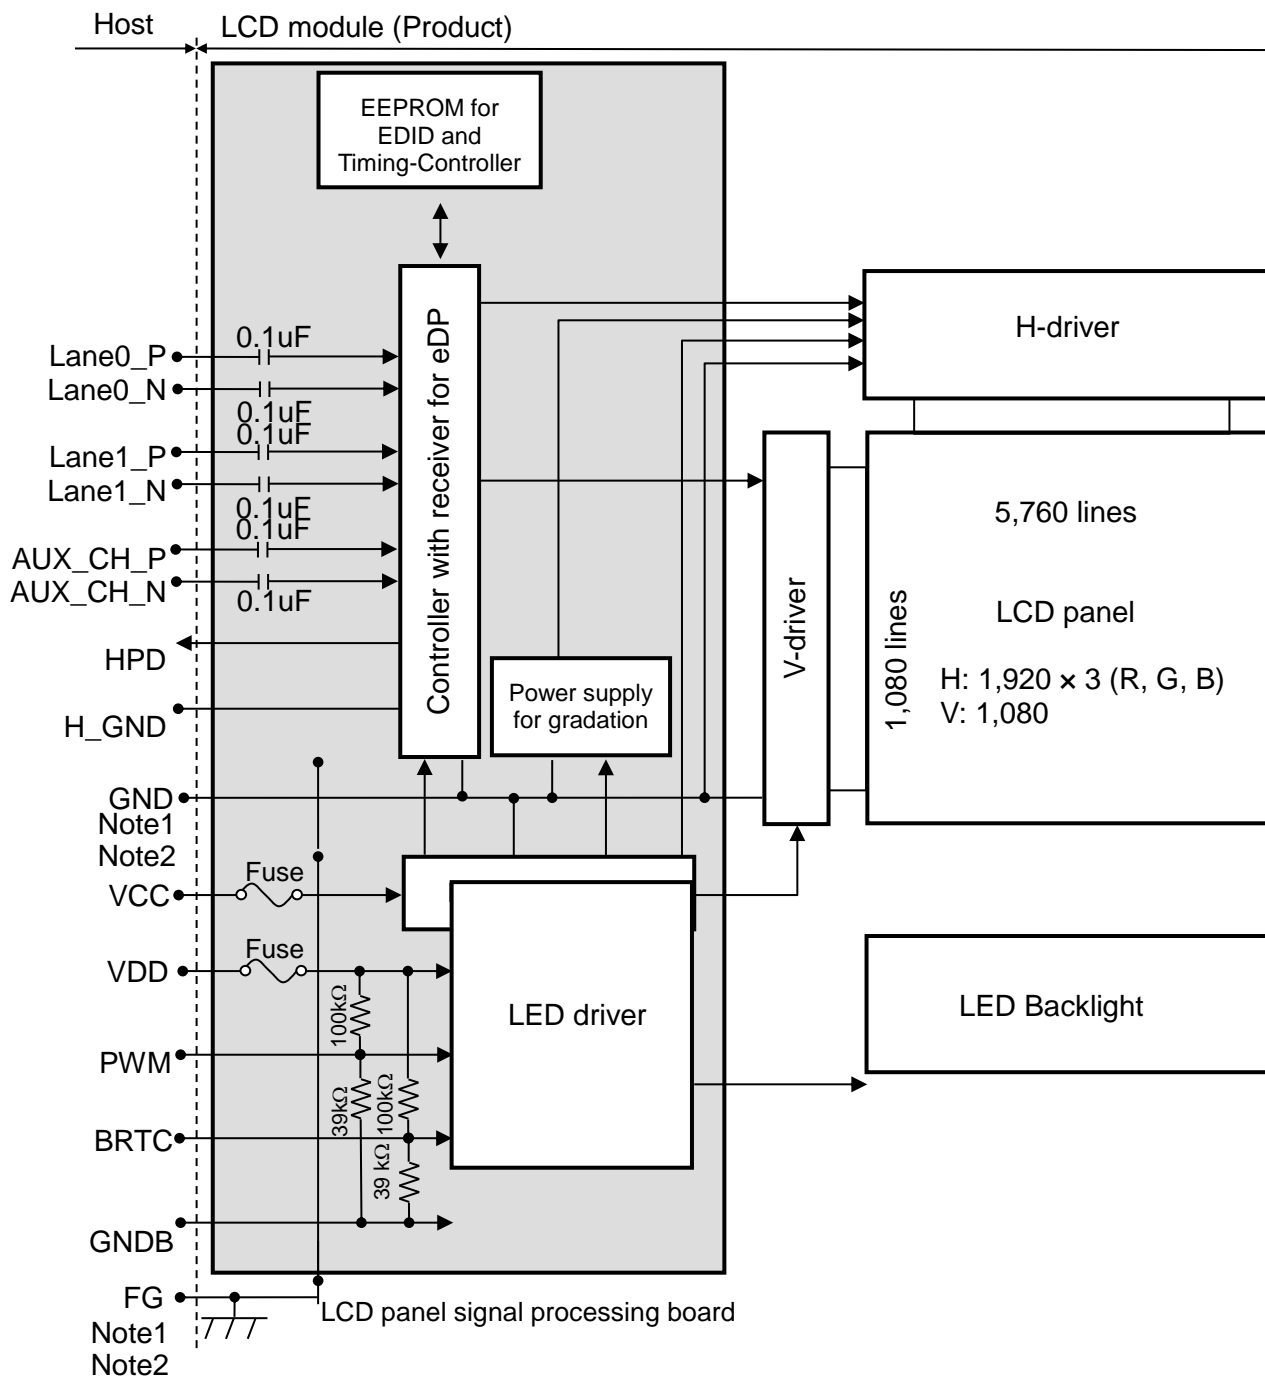 Host
LCD module (Product)
EEPROM for
EDID and
Timing-Controller
Controller with receiver for eDP
H-driver
Lane0_P
0.1uF
Lane0_N
0.1uF
0.1uF
Lane1_P
Lane1_N
0.1uF
0.1uF
AUX_CH_P
AUX_CH_N
0.1uF
HPD
H_GND
Power supply
for gradation
V-driver
5,760 lines
1,080 lines
LCD panel
H: 1,920 × 3 (R, G, B)
V: 1,080
GND
Note1
Note2
VCC
Fuse
VDD
Fuse
100kΩ
LED driver
LED Backlight
PWM
39kΩ
100kΩ
BRTC
39 kΩ
GNDB
FG
Note1
Note2
LCD panel signal processing board